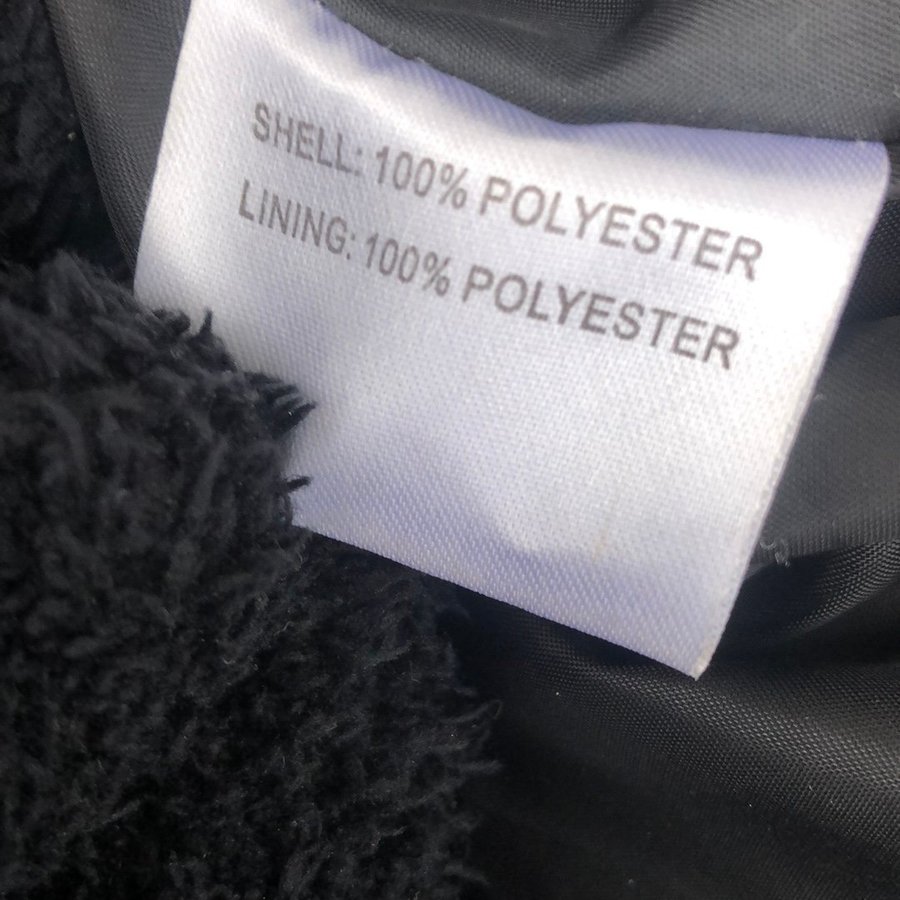 SHELL: 100% POLYESTER
LINING: 100% POLYESTER